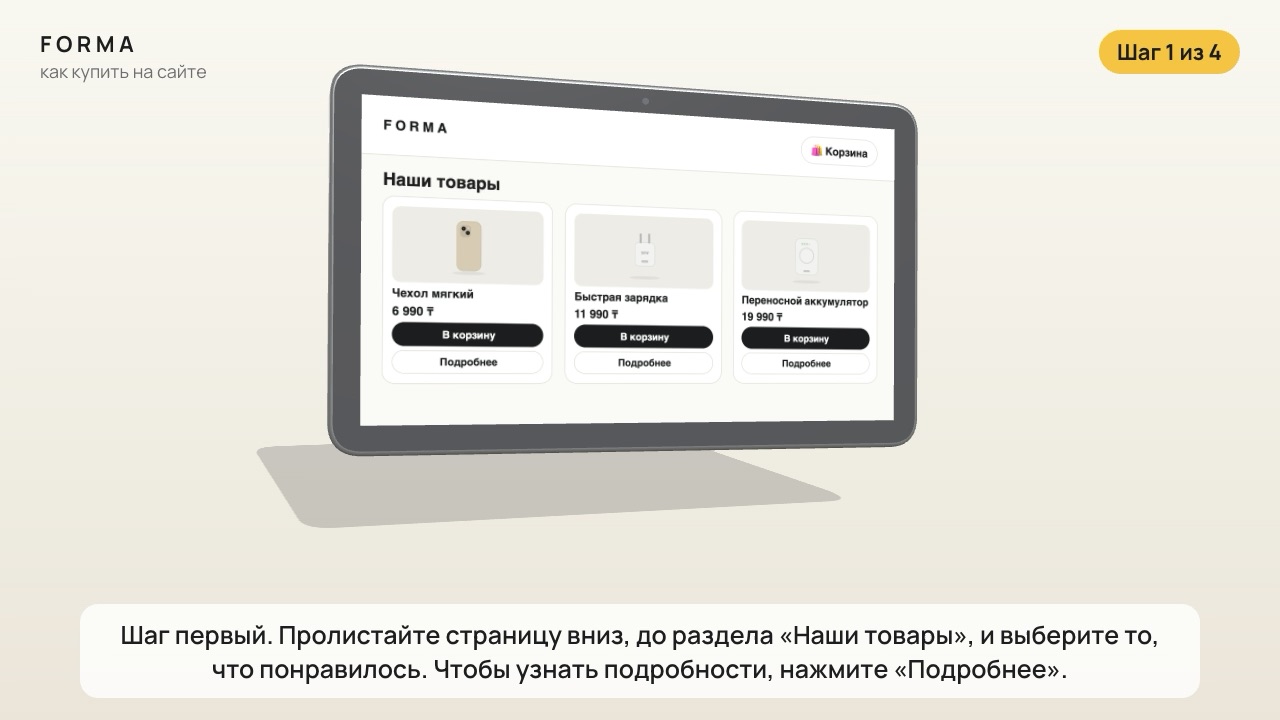 FORMA
как купить на сайте
Шаг 1 из 4
FORMA
Корзина
Наши товары
Чехол мягкий
6 990 ₸
В корзину
Подробнее
Быстрая зарядка
11 990 ₸
В корзину
Подробнее
Переносной аккумулятор
19 990 ₸
В корзину
Подробнее
Шаг первый. Пролистайте страницу вниз, до раздела «Наши товары», и выберите то,
что понравилось. Чтобы узнать подробности, нажмите «Подробнее».